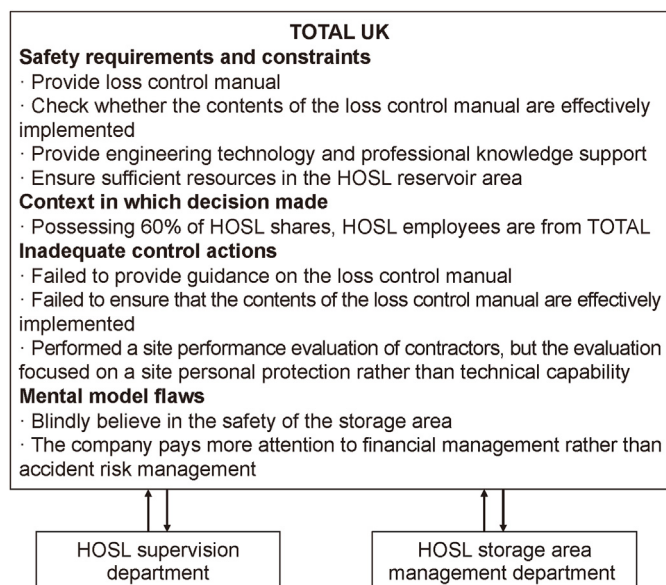 TOTAL UK
Safety requirements and constraints
· Provide loss control manual
· Check whether the contents of the loss control manual are effectively
implemented
· Provide engineering technology and professional knowledge support
· Ensure sufficient resources in the HOSL reservoir area
Context in which decision made
· Possessing 60% of HOSL shares, HOSL employees are from TOTAL
Inadequate control actions
· Failed to provide guidance on the loss control manual
· Failed to ensure that the contents of the loss control manual are effectively
implemented
· Performed a site performance evaluation of contractors, but the evaluation
focused on a site personal protection rather than technical capability
Mental model flaws
· Blindly believe in the safety of the storage area
· The company pays more attention to financial management rather than
accident risk management
HOSL supervision
department
HOSL storage area
management department